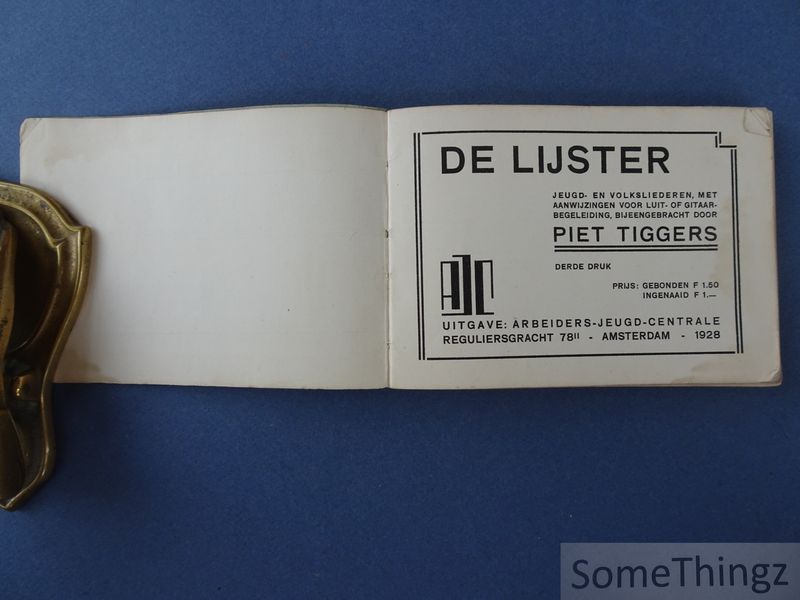 DE LIJSTER
JEUGD- EN VOLKSLIEDEREN, MET
AANWIJZINGEN VOOR LUIT- OF GITAAR-
BEGELEIDING, BIJEENGEBRACHT DOOR
PIET TIGGERS
DERDE DRUK
PRIJS: GEBONDEN F 1.50
INGENAAID F 1.—
AJC
UITGAVE: ARBEIDERS-JEUGD-CENTRALE
REGULIERSGRACHT 78II - AMSTERDAM - 1928
SomeThingz